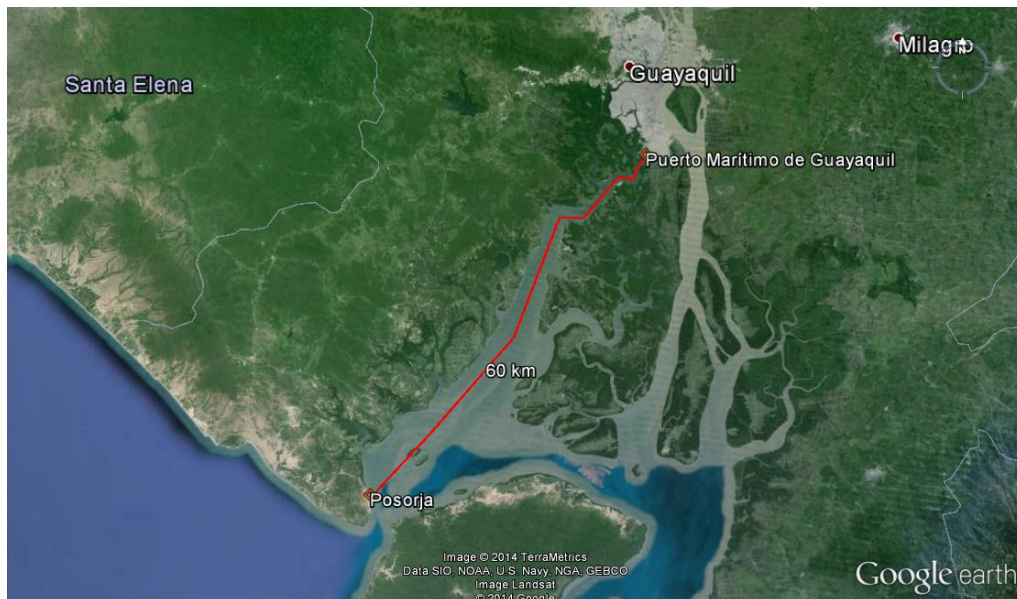 Milagro
N
Guayaquil
Santa Elena
Puerto Marítimo de Guayaquil
60 km
Posorja
Image © 2014 TerraMetrics
Data SIO, NOAA, U.S. Navy, NGA, GEBCO
Image Landsat
© 2014 Google
Google earth